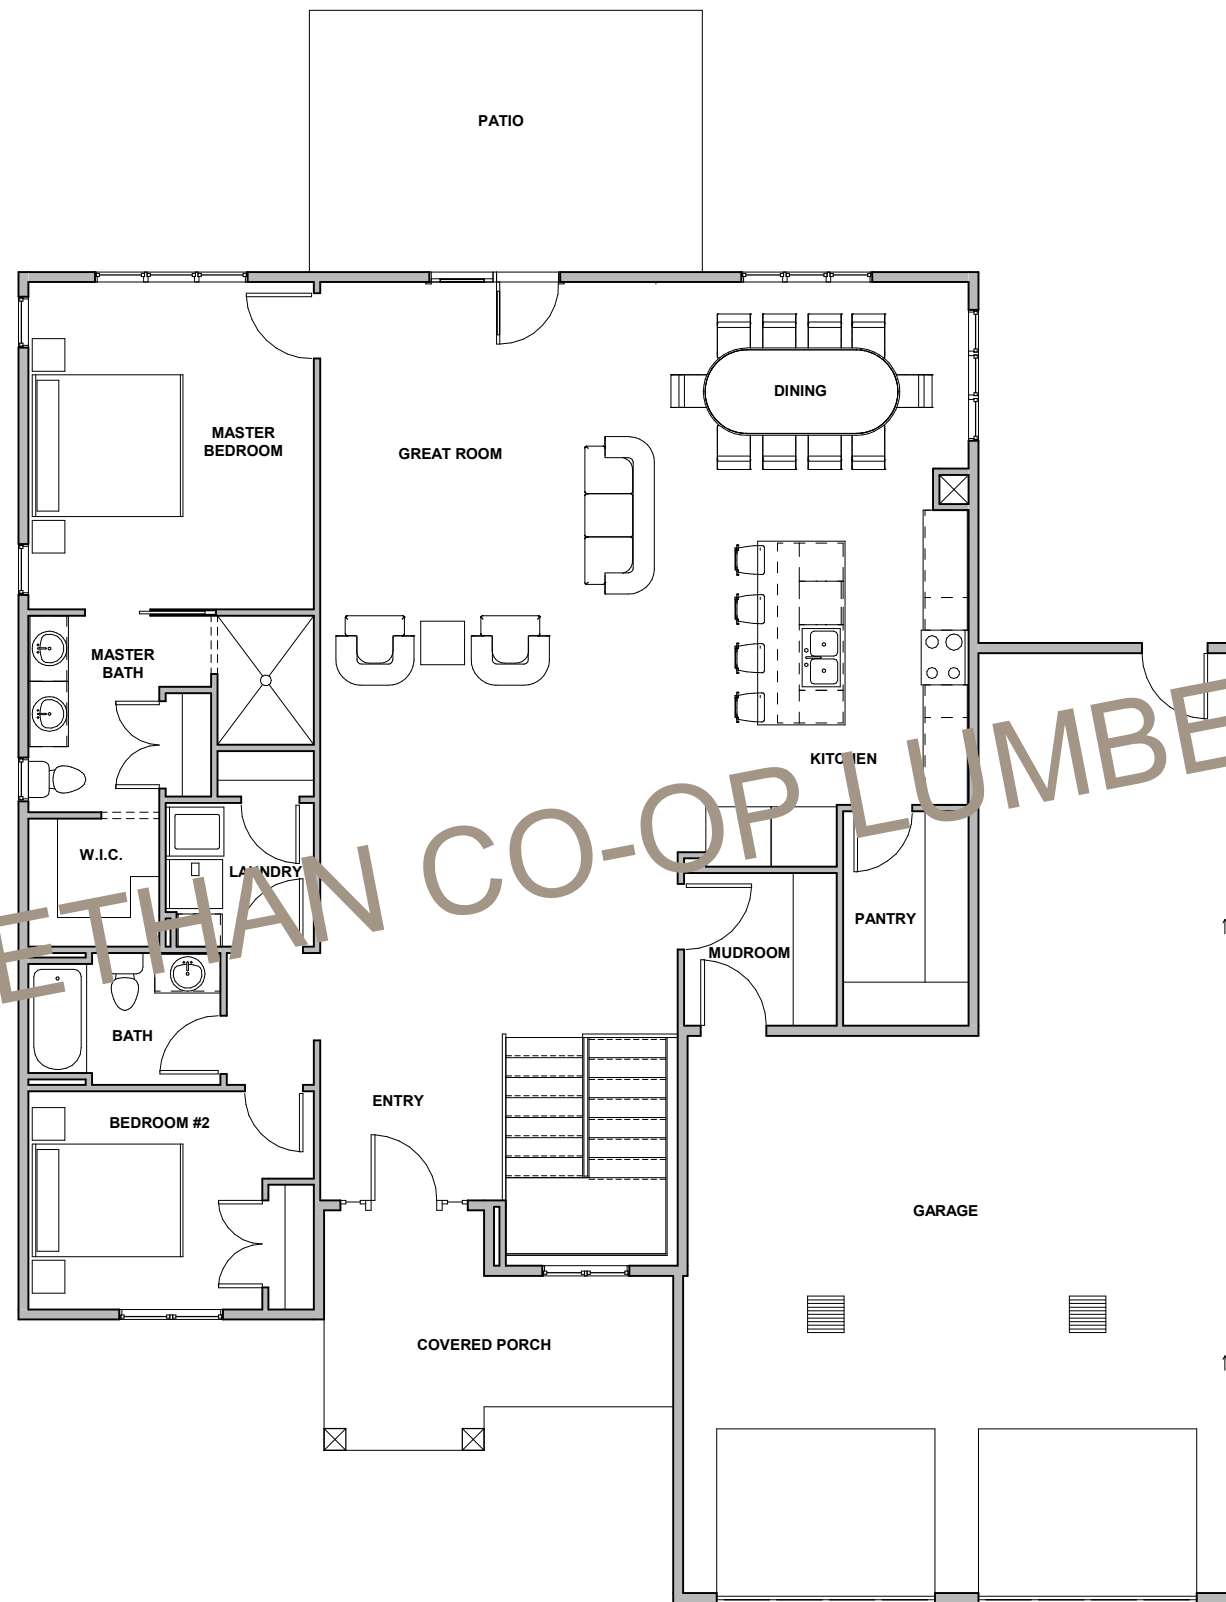 PATIO
DINING
MASTER
BEDROOM
GREAT ROOM
MASTER
BATH
KITCHEN
W.I.C.
LAUNDRY
ETHAN CO-OP LUMBE
PANTRY
MUDROOM
BATH
ENTRY
BEDROOM #2
GARAGE
COVERED PORCH